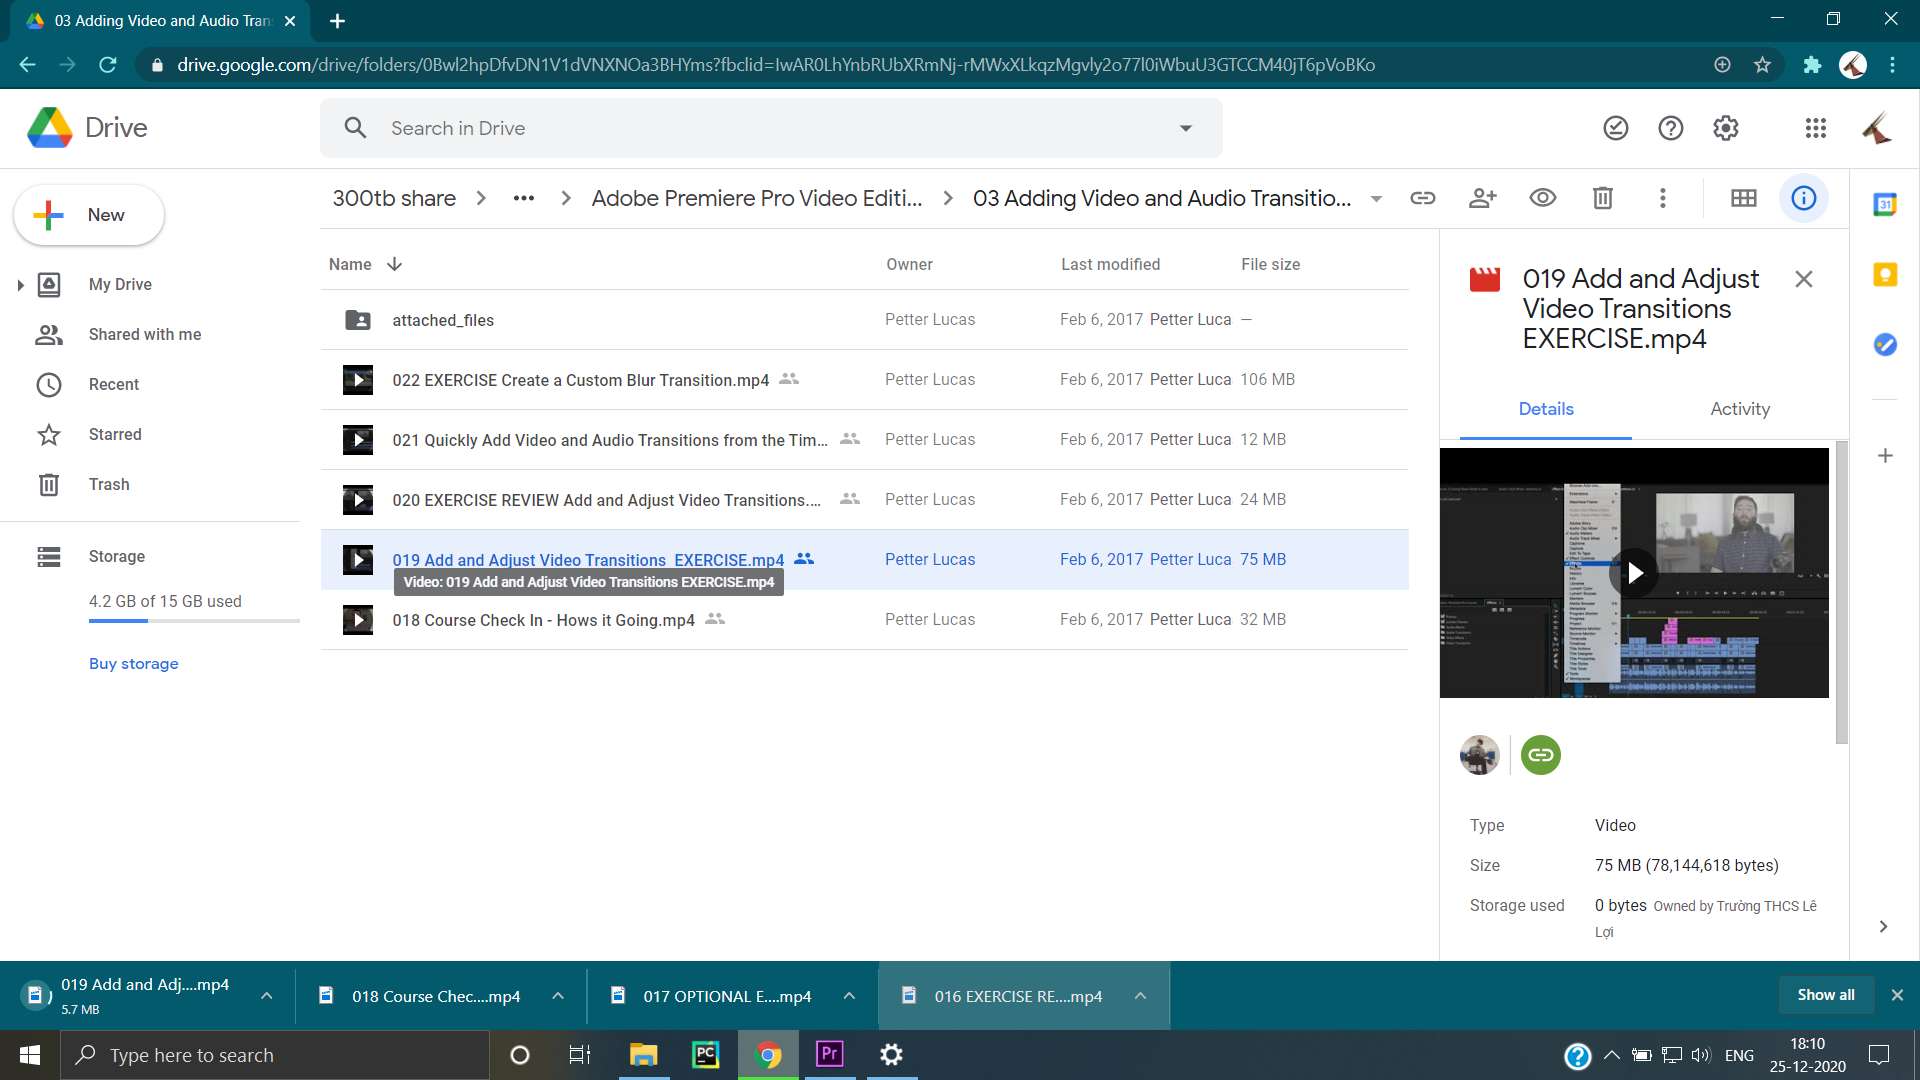 03 Adding Video and Audio Tran
drive.google.com/drive/folders/0Bwl2hpDfvDN1V1dVNXNOa3BHYms?fbclid=IwAR0LhYnbRUbXRmNj-rMWxXLkqzMgvly2o77l0iWbuU3GTCCM40jT6pVoBKo
Drive
Search in Drive
New
300tb share
Adobe Premiere Pro Video Editi...
03 Adding Video and Audio Transitio...
31
My Drive
Shared with me
Recent
Starred
Trash
Storage
4.2 GB of 15 GB used
Buy storage
Name Owner Last modified File size
attached_files Petter Lucas Feb 6, 2017 Petter Luca —
022 EXERCISE Create a Custom Blur Transition.mp4 Petter Lucas Feb 6, 2017 Petter Luca 106 MB
021 Quickly Add Video and Audio Transitions from the Tim... Petter Lucas Feb 6, 2017 Petter Luca 12 MB
020 EXERCISE REVIEW Add and Adjust Video Transitions.... Petter Lucas Feb 6, 2017 Petter Luca 24 MB
019 Add and Adjust Video Transitions EXERCISE.mp4 Petter Lucas Feb 6, 2017 Petter Luca 75 MB
Video: 019 Add and Adjust Video Transitions EXERCISE.mp4
018 Course Check In - Hows it Going.mp4 Petter Lucas Feb 6, 2017 Petter Luca 32 MB
019 Add and Adjust
Video Transitions
EXERCISE.mp4
Details Activity
Type Video
Size 75 MB (78,144,618 bytes)
Storage used 0 bytes Owned by Trường THCS Lê
Lợi
019 Add and Adj....mp4
5.7 MB
018 Course Chec....mp4
017 OPTIONAL E....mp4
016 EXERCISE RE....mp4
Show all
Type here to search
PC
Pr
ENG
18:10
25-12-2020